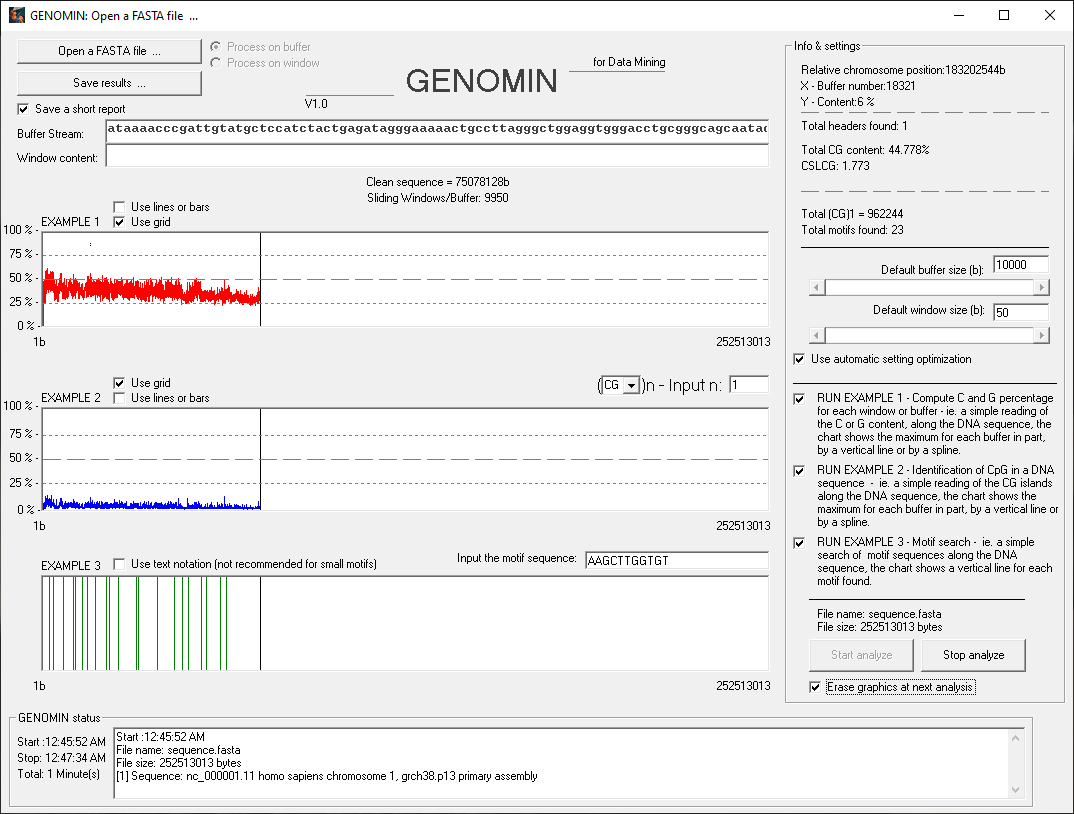 GENOMIN: Open a FASTA file ...
Open a FASTA file ...
Save results ...
Save a short report
Process on buffer
Process on window
V1.0
GENOMIN
for Data Mining
Buffer Stream:
ataaaacccgattgtatgctccatctactgagatagggaaaaactgccttagggctggaggtgggacctgcgggcagcaatac
Window content:
Clean sequence = 75078128b
Sliding Windows/Buffer: 9950
Use lines or bars
EXAMPLE 1
Use grid
100 % -
75 % -
50 % -
25 % -
0 % -
1b
252513013
Use grid
EXAMPLE 2
Use lines or bars
(CG)n - Input n: 1
100 % -
75 % -
50 % -
25 % -
0 % -
1b
252513013
EXAMPLE 3
Use text notation (not recommended for small motifs)
Input the motif sequence: AAGCTTGGTGT
1b
252513013
Info & settings
Relative chromosome position:183202544b
X - Buffer number:18321
Y - Content:6 %
Total headers found: 1
Total CG content: 44.778%
CSLCG: 1.773
Total (CG)1 = 962244
Total motifs found: 23
Default buffer size (b): 10000
Default window size (b): 50
Use automatic setting optimization
RUN EXAMPLE 1 - Compute C and G percentage
for each window or buffer - ie. a simple reading of
the C or G content, along the DNA sequence, the
chart shows the maximum for each buffer in part,
by a vertical line or by a spline.
RUN EXAMPLE 2 - Identification of CpG in a DNA
sequence - ie. a simple reading of the CG islands
along the DNA sequence, the chart shows the
maximum for each buffer in part, by a vertical line or
by a spline.
RUN EXAMPLE 3 - Motif search - ie. a simple
search of motif sequences along the DNA
sequence, the chart shows a vertical line for each
motif found.
File name: sequence.fasta
File size: 252513013 bytes
Start analyze
Stop analyze
Erase graphics at next analysis
GENOMIN status
Start :12:45:52 AM
Stop: 12:47:34 AM
Total: 1 Minute(s)
Start :12:45:52 AM
File name: sequence.fasta
File size: 252513013 bytes
[1] Sequence: nc_000001.11 homo sapiens chromosome 1, grch38.p13 primary assembly